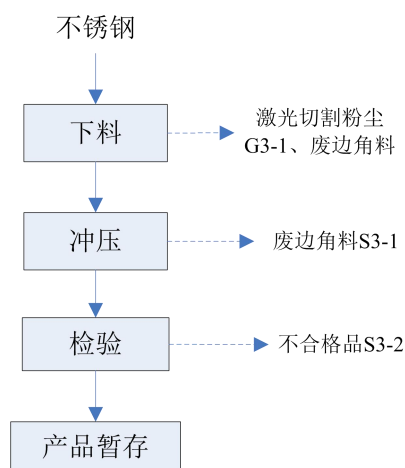 不锈钢
下料
激光切割粉尘
G3-1、废边角料
冲压
废边角料S3-1
检验
不合格品S3-2
产品暂存